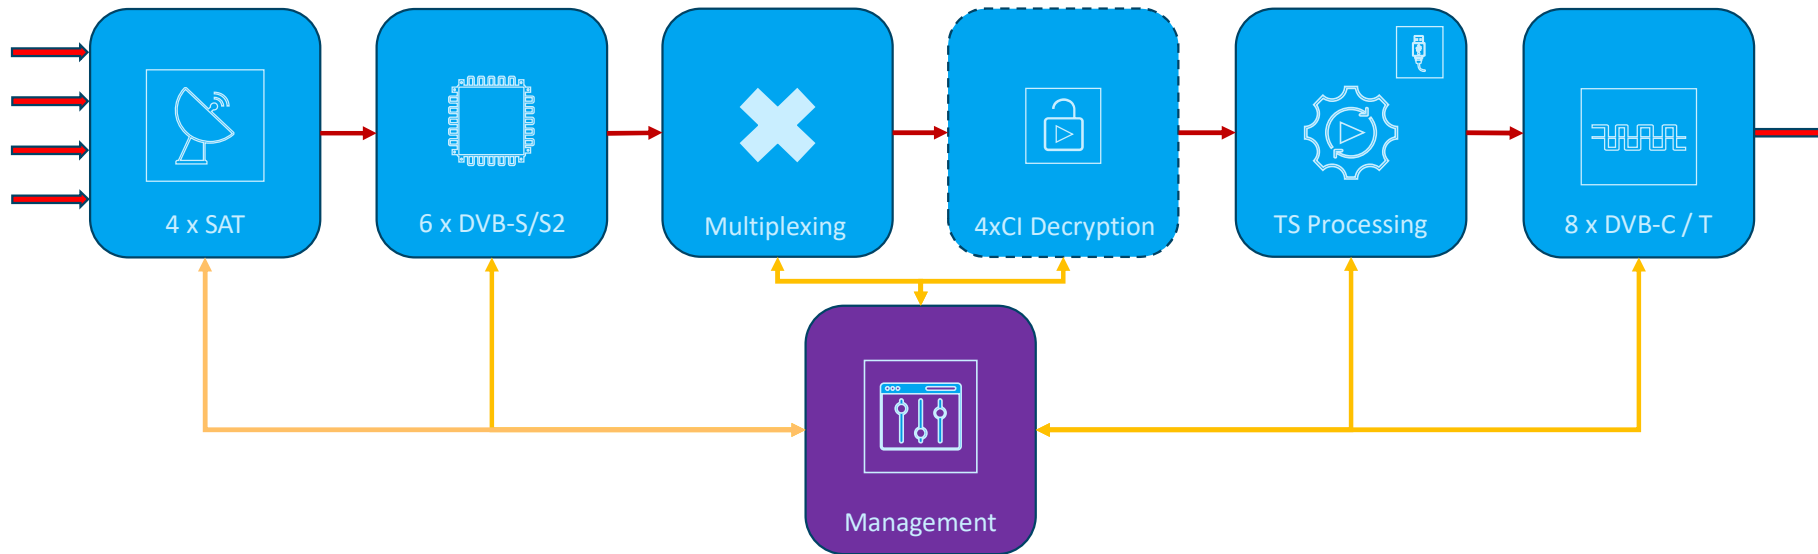 4 x SAT
6 x DVB-S/S2
Multiplexing
4xCI Decryption
TS Processing
8 x DVB-C / T
Management